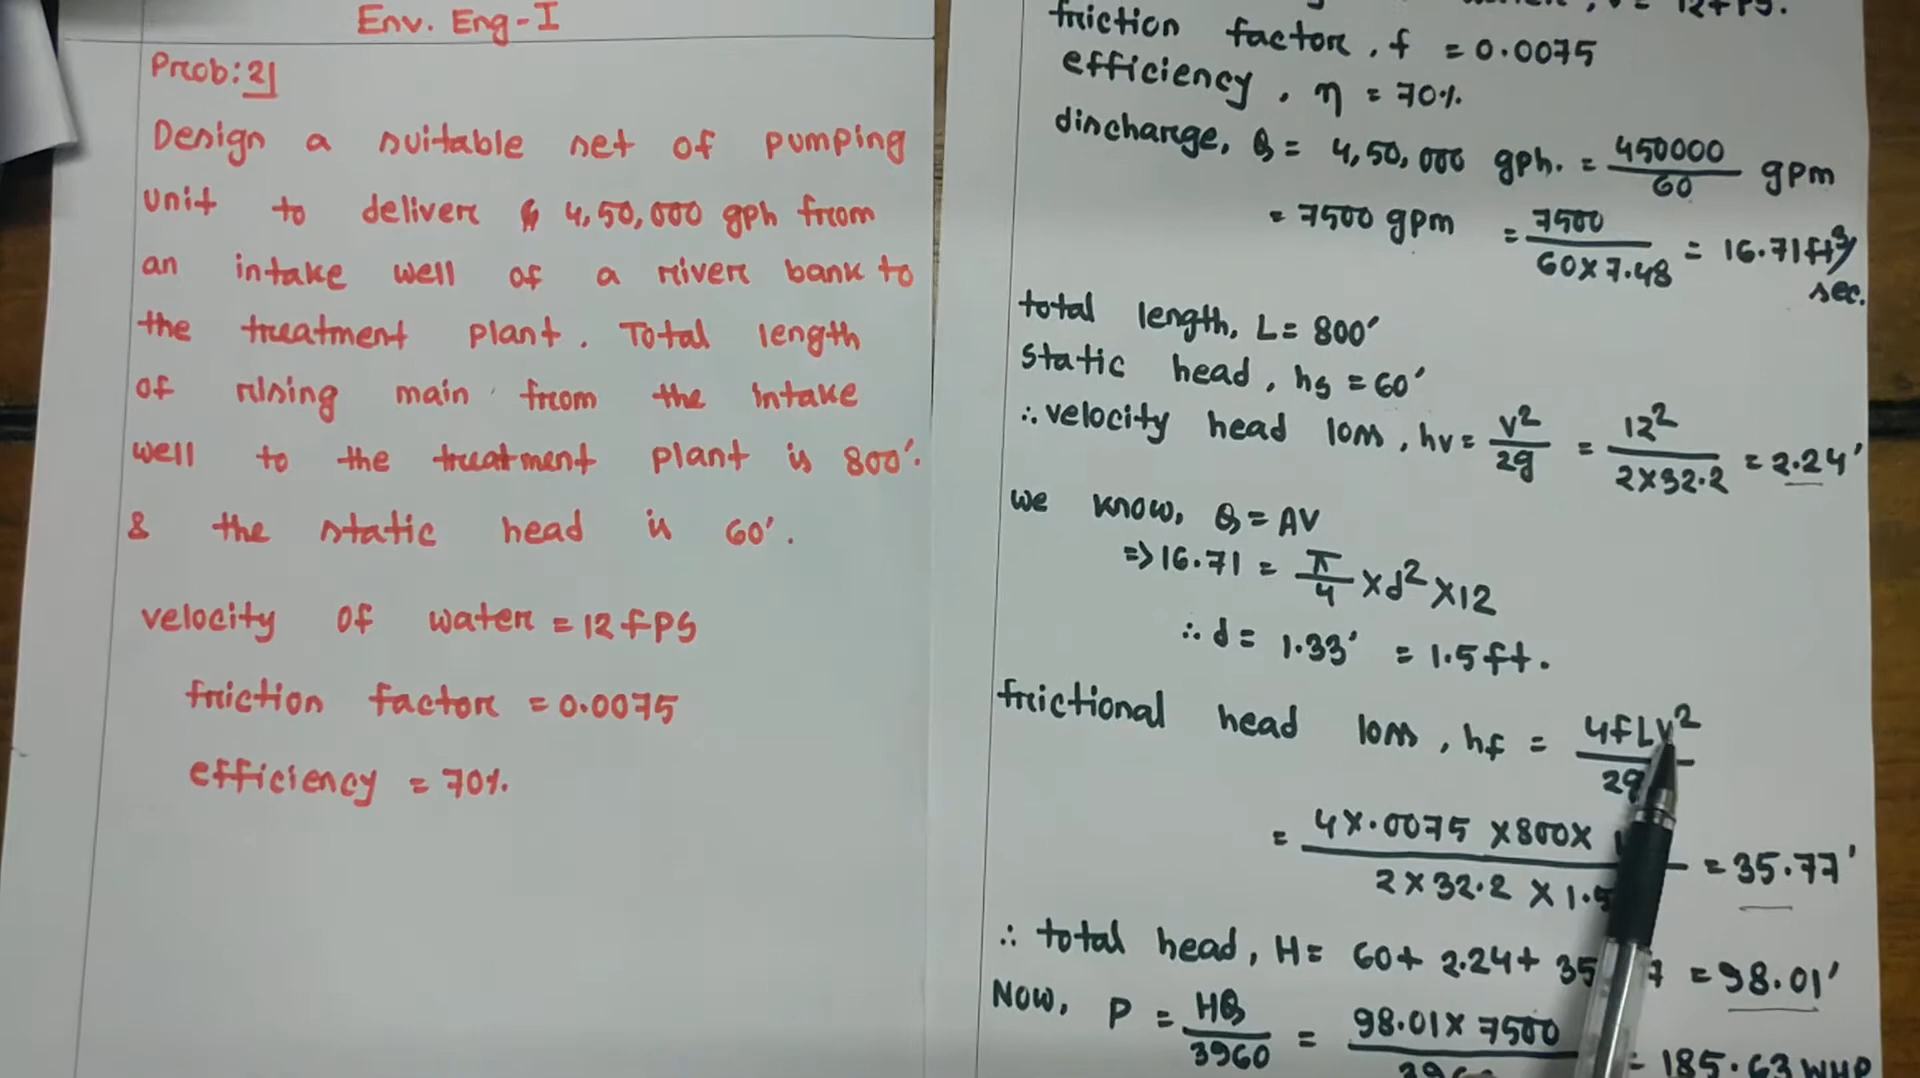 Env. Eng-I
Prob: 2
Design a suitable set of pumping
unit to deliver 4,50,000 gph from
an intake well of a river bank to
the treatment plant. Total length
of rising main from the intake
well to the treatment plant is 800'.
& the static head is 60'.
velocity of water = 12 fps
friction factor = 0.0075
efficiency = 70%.
friction factor, f = 0.0075
efficiency, η = 70%.
discharge, Q = 4,50,000 gph. = 450000/60 gpm
= 7500 gpm = 7500/(60×7.48) = 16.71 ft³/sec.
total length, L = 800'
static head, hs = 60'
∴ velocity head loss, hv = v²/2g = 12²/(2×32.2) = 2.24'
we know, Q = AV
=> 16.71 = π/4 × d² × 12
∴ d = 1.33' = 1.5 ft.
frictional head loss, hf = 4fLv²/2g
= 4×.0075×800×/2×32.2×1.5 = 35.77'
∴ total head, H = 60 + 2.24 + 35 7 = 98.01'
Now, P = HQ/3960 = 98.01×7500/396 = 185.63 WHP